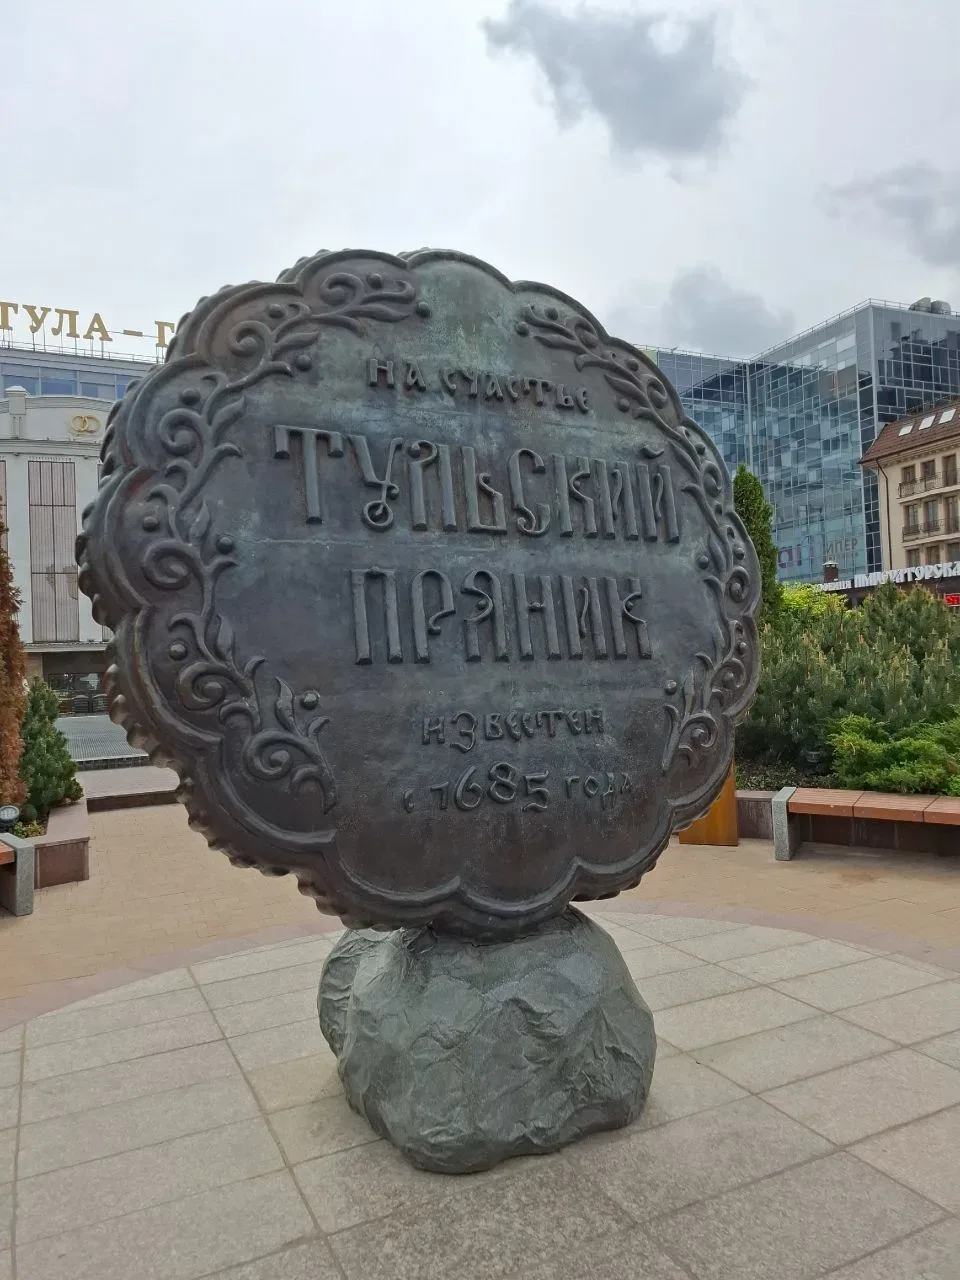 ТУЛА – Г
НА СЧАСТЬЕ
ТУЛЬСКИЙ
ПРЯНИК
ИЗВЕСТЕН
С 1685 ГОДА